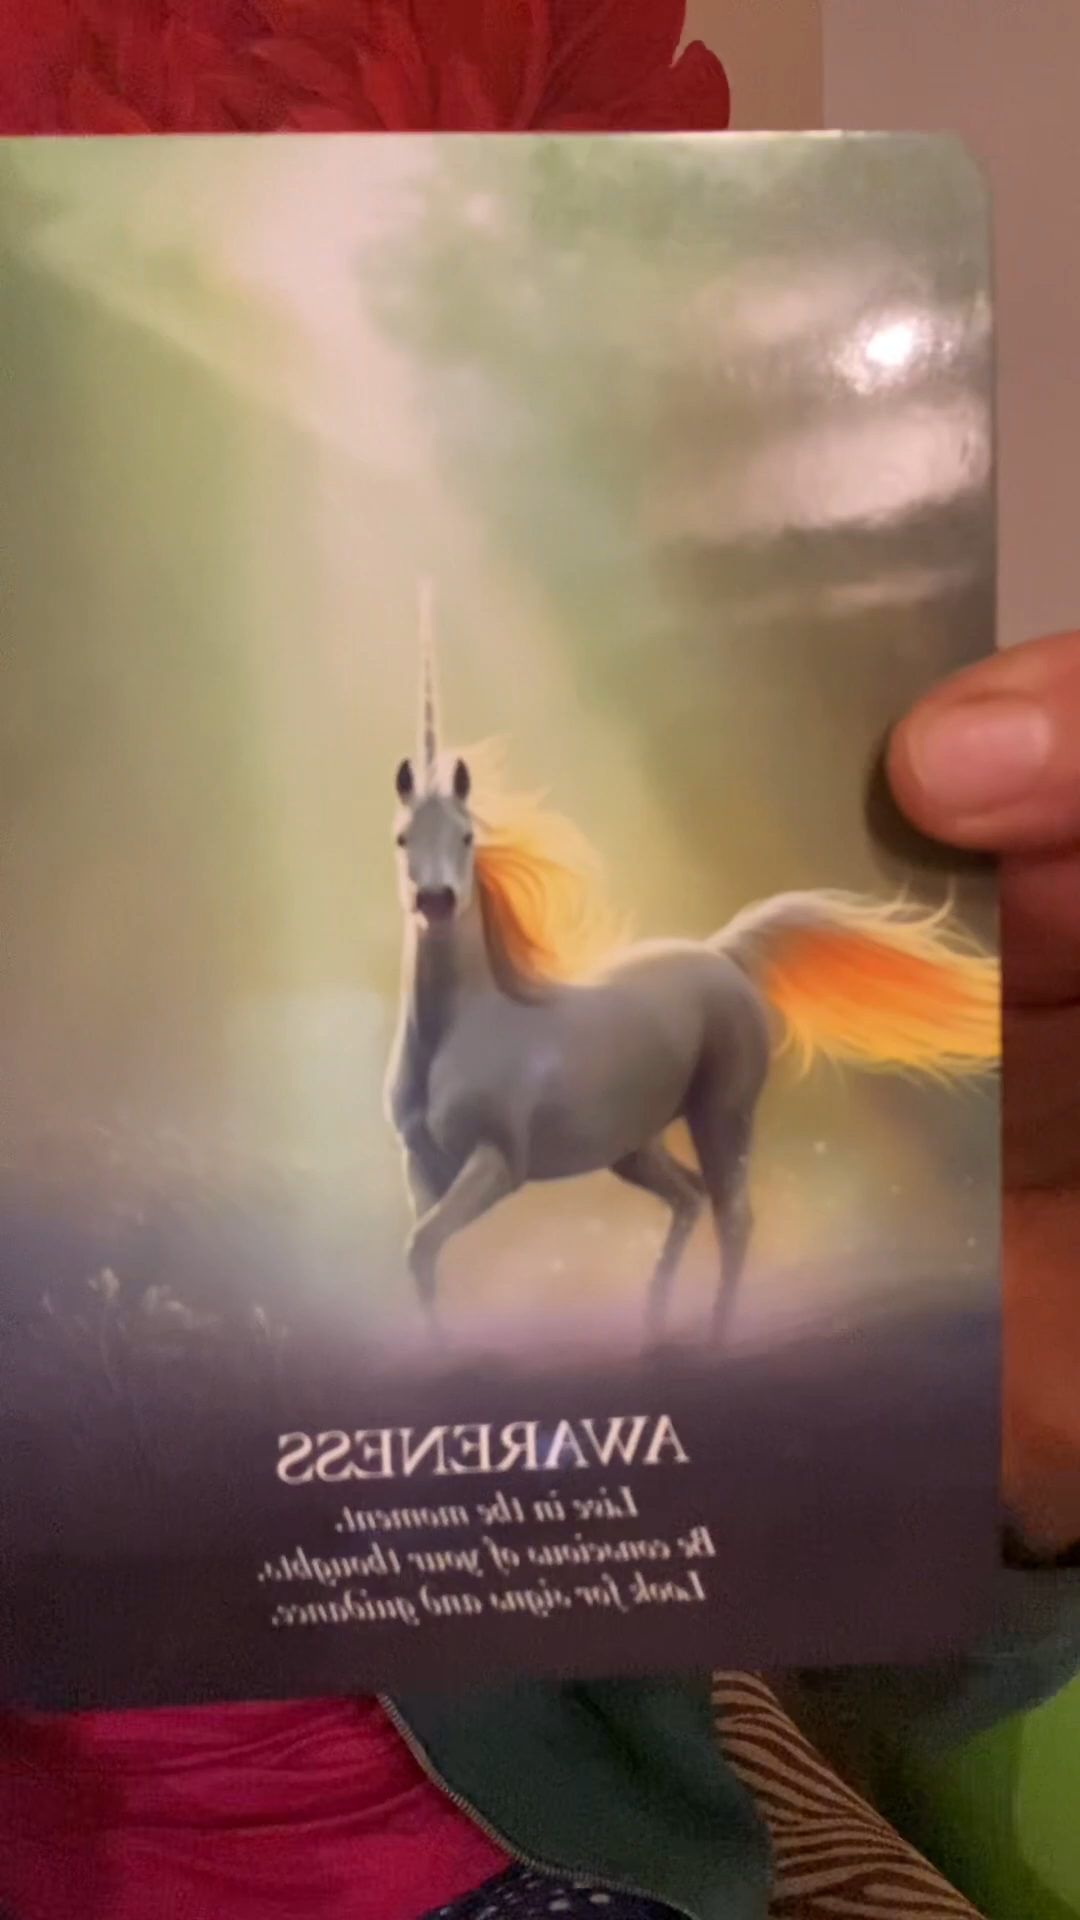 AWARENESS
Live in the moment.
Be conscious of your thoughts.
Look for signs and guidance.